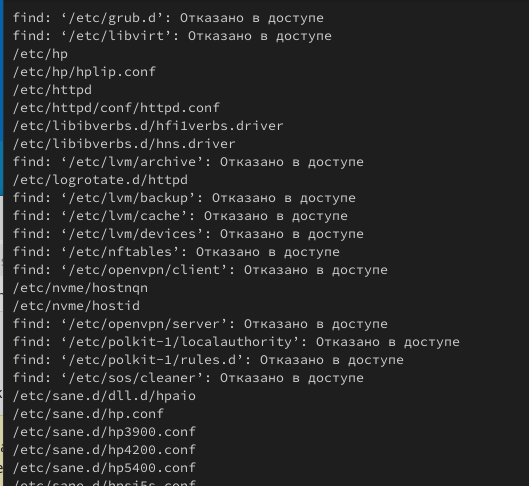 find: ‘/etc/grub.d’: Отказано в доступе
find: ‘/etc/libvirt’: Отказано в доступе
/etc/hp
/etc/hp/hplip.conf
/etc/httpd
/etc/httpd/conf/httpd.conf
/etc/libibverbs.d/hfi1verbs.driver
/etc/libibverbs.d/hns.driver
find: ‘/etc/lvm/archive’: Отказано в доступе
/etc/logrotate.d/httpd
find: ‘/etc/lvm/backup’: Отказано в доступе
find: ‘/etc/lvm/cache’: Отказано в доступе
find: ‘/etc/lvm/devices’: Отказано в доступе
find: ‘/etc/nftables’: Отказано в доступе
find: ‘/etc/openvpn/client’: Отказано в доступе
/etc/nvme/hostnqn
/etc/nvme/hostid
find: ‘/etc/openvpn/server’: Отказано в доступе
find: ‘/etc/polkit-1/localauthority’: Отказано в доступе
find: ‘/etc/polkit-1/rules.d’: Отказано в доступе
find: ‘/etc/sos/cleaner’: Отказано в доступе
/etc/sane.d/dll.d/hpaio
/etc/sane.d/hp.conf
/etc/sane.d/hp3900.conf
/etc/sane.d/hp4200.conf
/etc/sane.d/hp5400.conf
/etc/sane.d/hpsj5s.conf